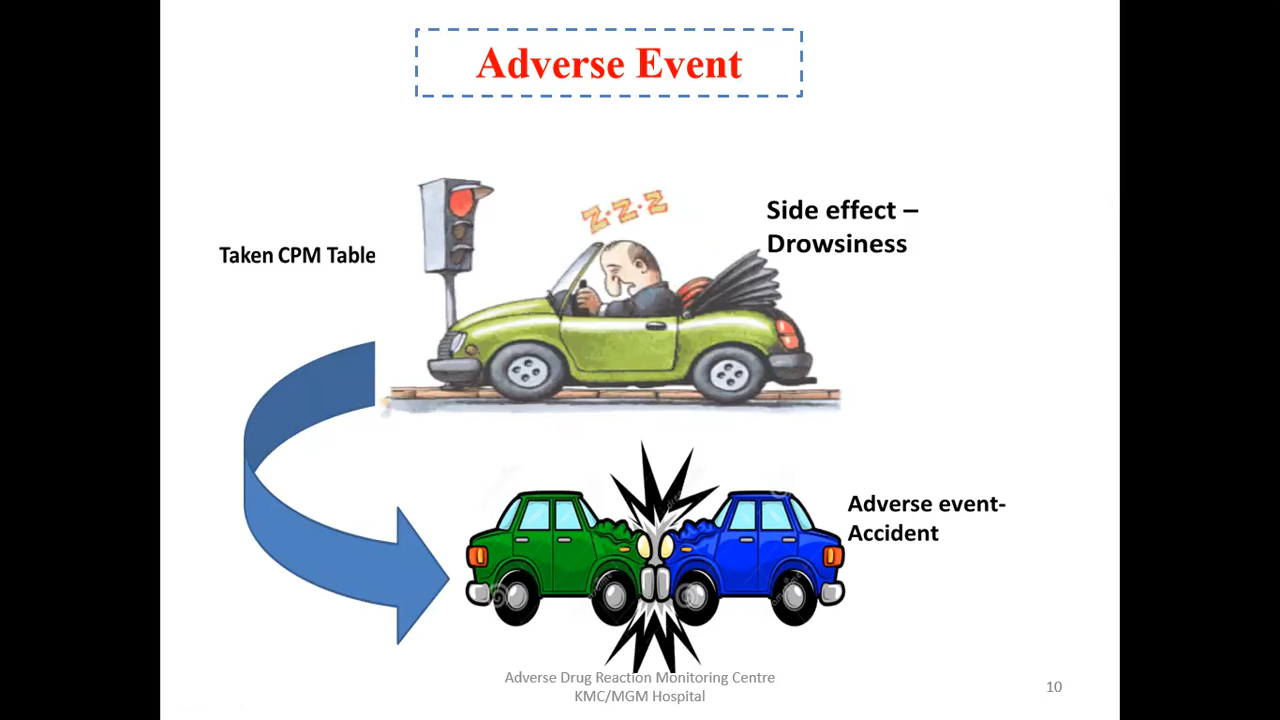 Adverse Event
Z·Z·Z
Side effect –
Drowsiness
Taken CPM Table
Adverse event-
Accident
Adverse Drug Reaction Monitoring Centre
KMC/MGM Hospital
10